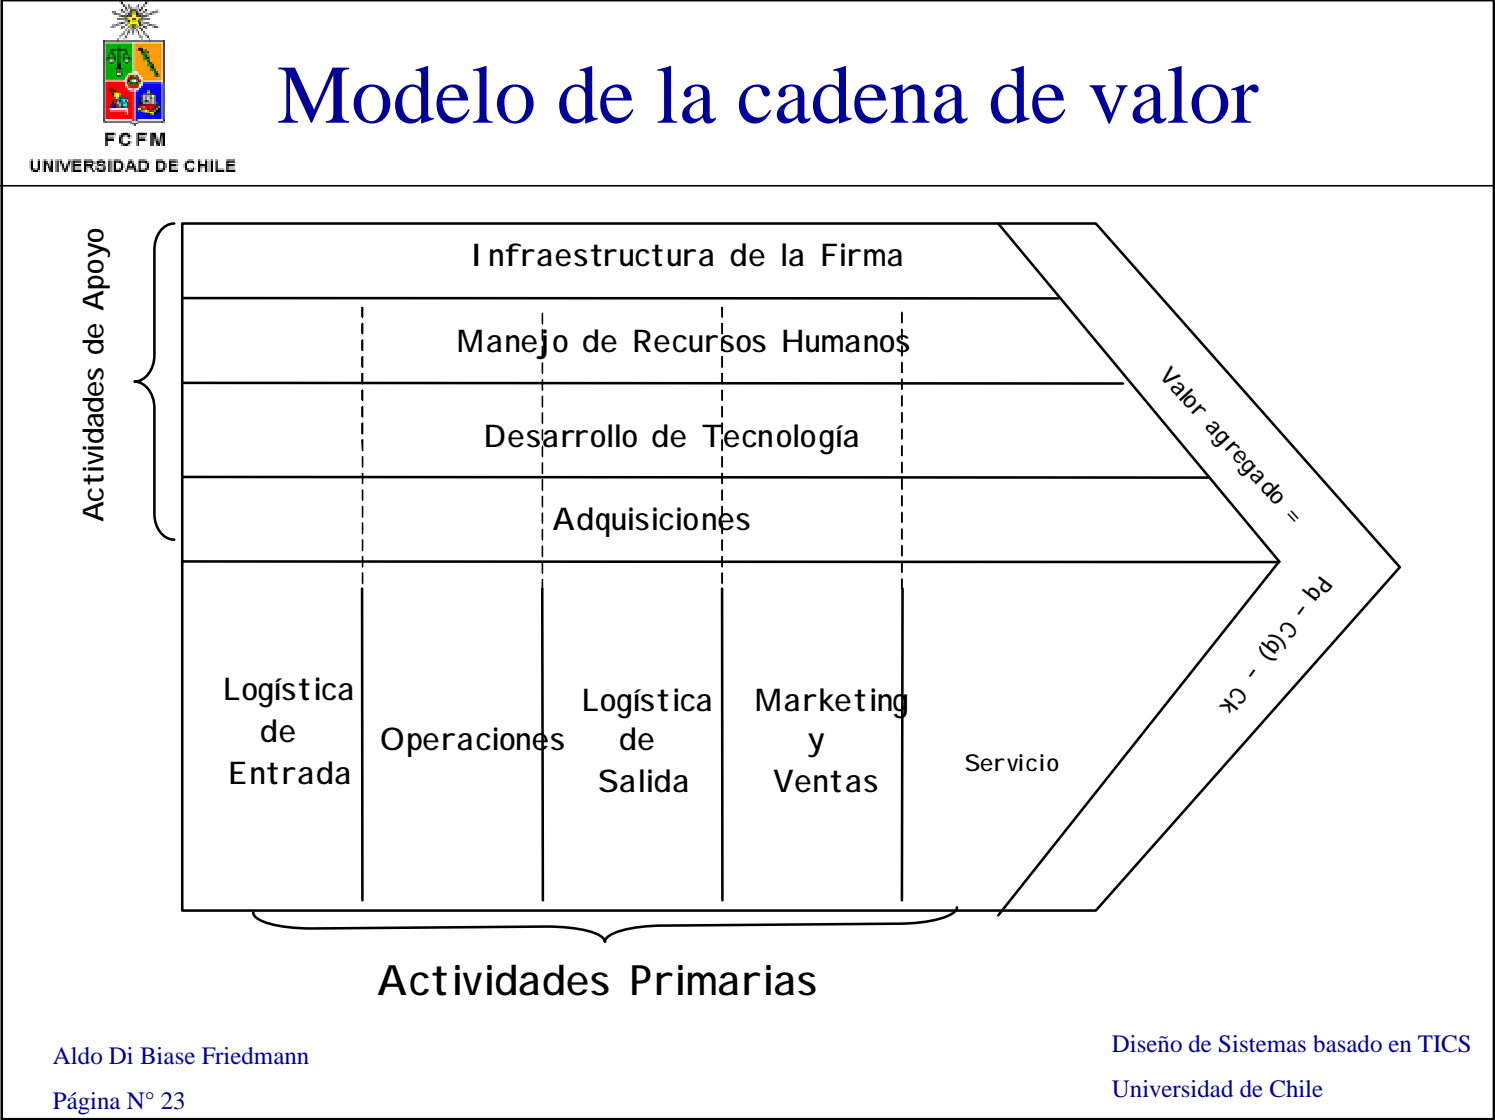 FCFM
UNIVERSIDAD DE CHILE
Modelo de la cadena de valor
Actividades de Apoyo
Infraestructura de la Firma
Manejo de Recursos Humanos
Desarrollo de Tecnología
Adquisiciones
Valor agregado =
Pq - C(q) - CK
Logística
de
Entrada
Operaciones
Logística
de
Salida
Marketing
y
Ventas
Servicio
Actividades Primarias
Aldo Di Biase Friedmann
Página N° 23
Diseño de Sistemas basado en TICS
Universidad de Chile